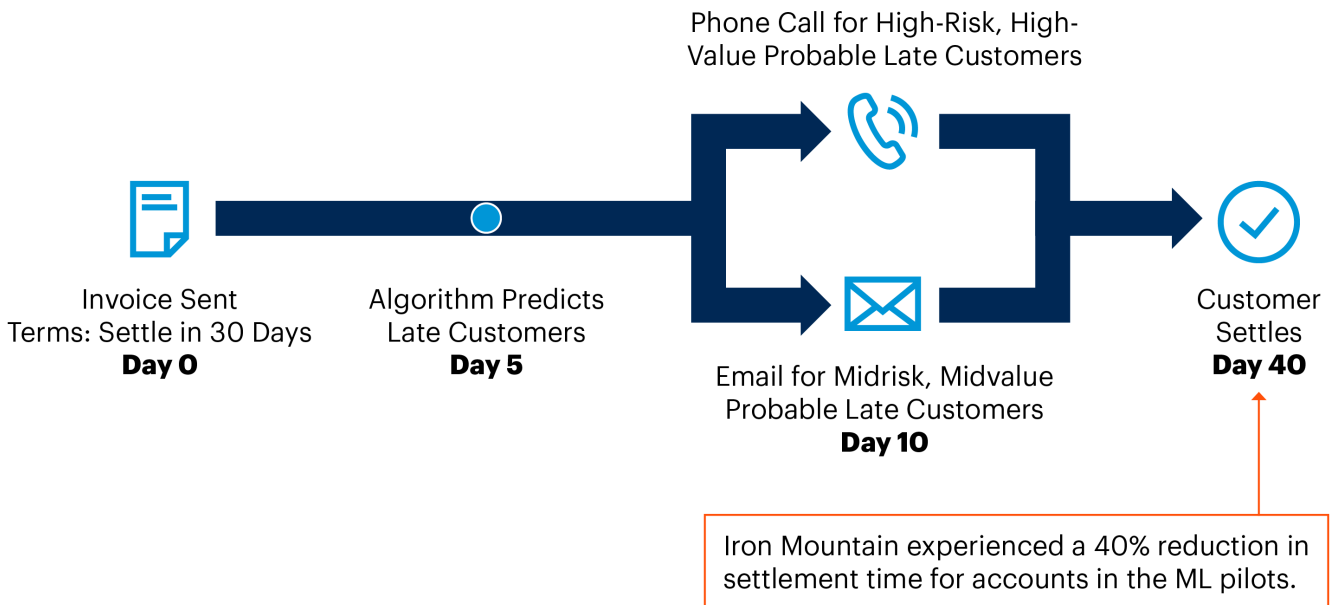 Phone Call for High-Risk, High-
Value Probable Late Customers
Invoice Sent
Terms: Settle in 30 Days
Day 0
Algorithm Predicts
Late Customers
Day 5
Email for Midrisk, Midvalue
Probable Late Customers
Day 10
Customer
Settles
Day 40
Iron Mountain experienced a 40% reduction in
settlement time for accounts in the ML pilots.